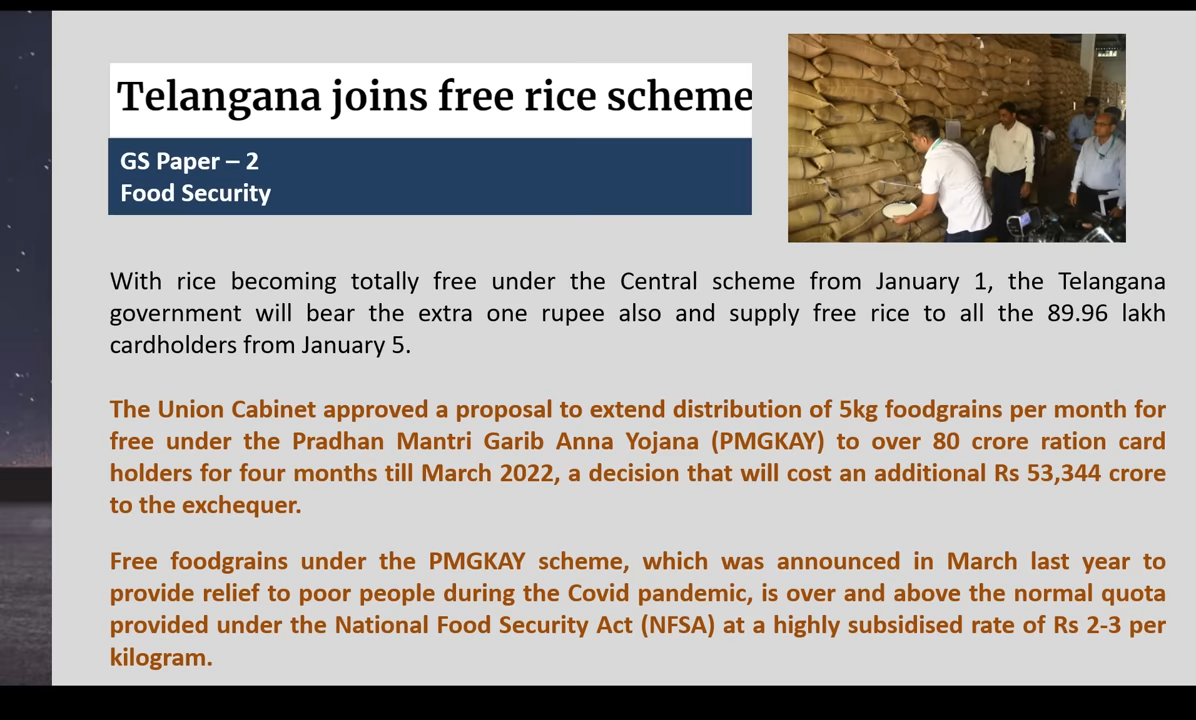 Telangana joins free rice scheme
GS Paper – 2
Food Security
With rice becoming totally free under the Central scheme from January 1, the Telangana
government will bear the extra one rupee also and supply free rice to all the 89.96 lakh
cardholders from January 5.
The Union Cabinet approved a proposal to extend distribution of 5kg foodgrains per month for
free under the Pradhan Mantri Garib Anna Yojana (PMGKAY) to over 80 crore ration card
holders for four months till March 2022, a decision that will cost an additional Rs 53,344 crore
to the exchequer.
Free foodgrains under the PMGKAY scheme, which was announced in March last year to
provide relief to poor people during the Covid pandemic, is over and above the normal quota
provided under the National Food Security Act (NFSA) at a highly subsidised rate of Rs 2-3 per
kilogram.